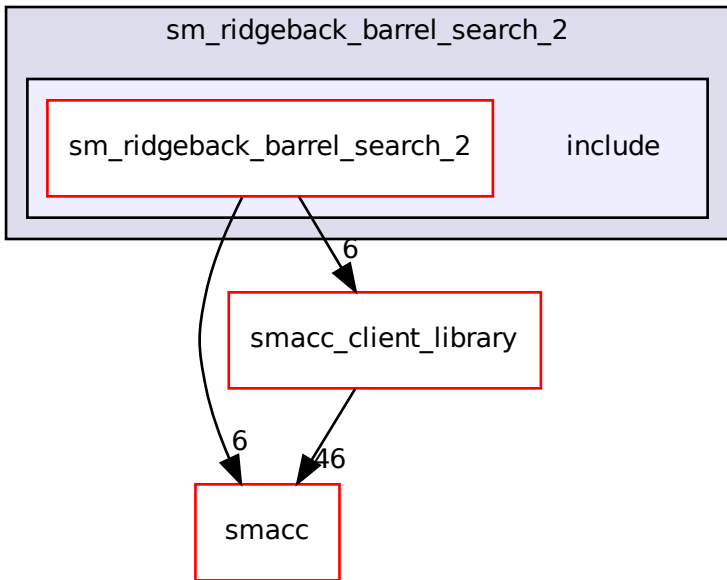 sm_ridgeback_barrel_search_2
sm_ridgeback_barrel_search_2
include
6
smacc_client_library
6
46
smacc